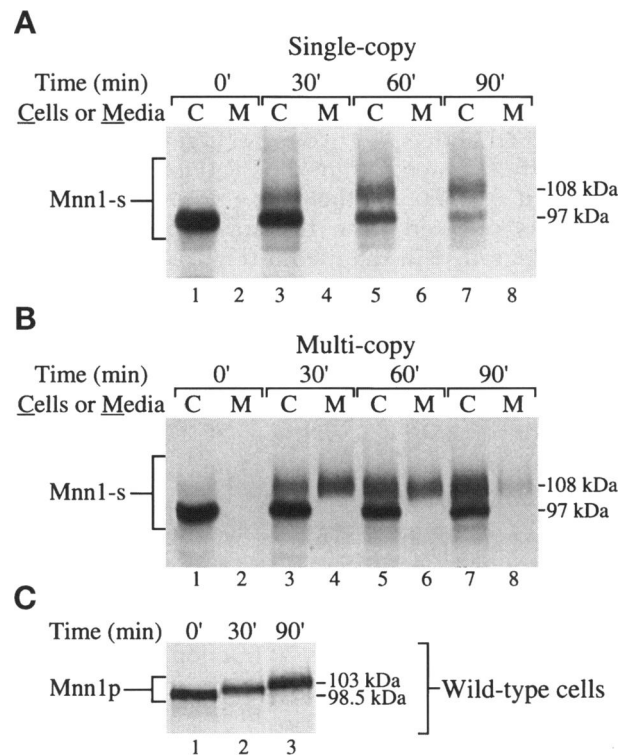 A
Single-copy
Time (min) 0' 30' 60' 90'
Cells or Media C M C M C M C M
Mnn1-s
-108 kDa
-97 kDa
1 2 3 4 5 6 7 8
B
Multi-copy
Time (min) 0' 30' 60' 90'
Cells or Media C M C M C M C M
Mnn1-s
-108 kDa
-97 kDa
1 2 3 4 5 6 7 8
C
Time (min) 0' 30' 90'
Mnn1p
-103 kDa
-98.5 kDa
Wild-type cells
1 2 3